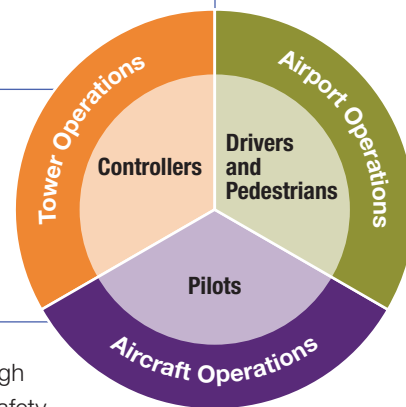 Tower Operations
Airport Operations
Controllers
Drivers
and
Pedestrians
Pilots
Aircraft Operations